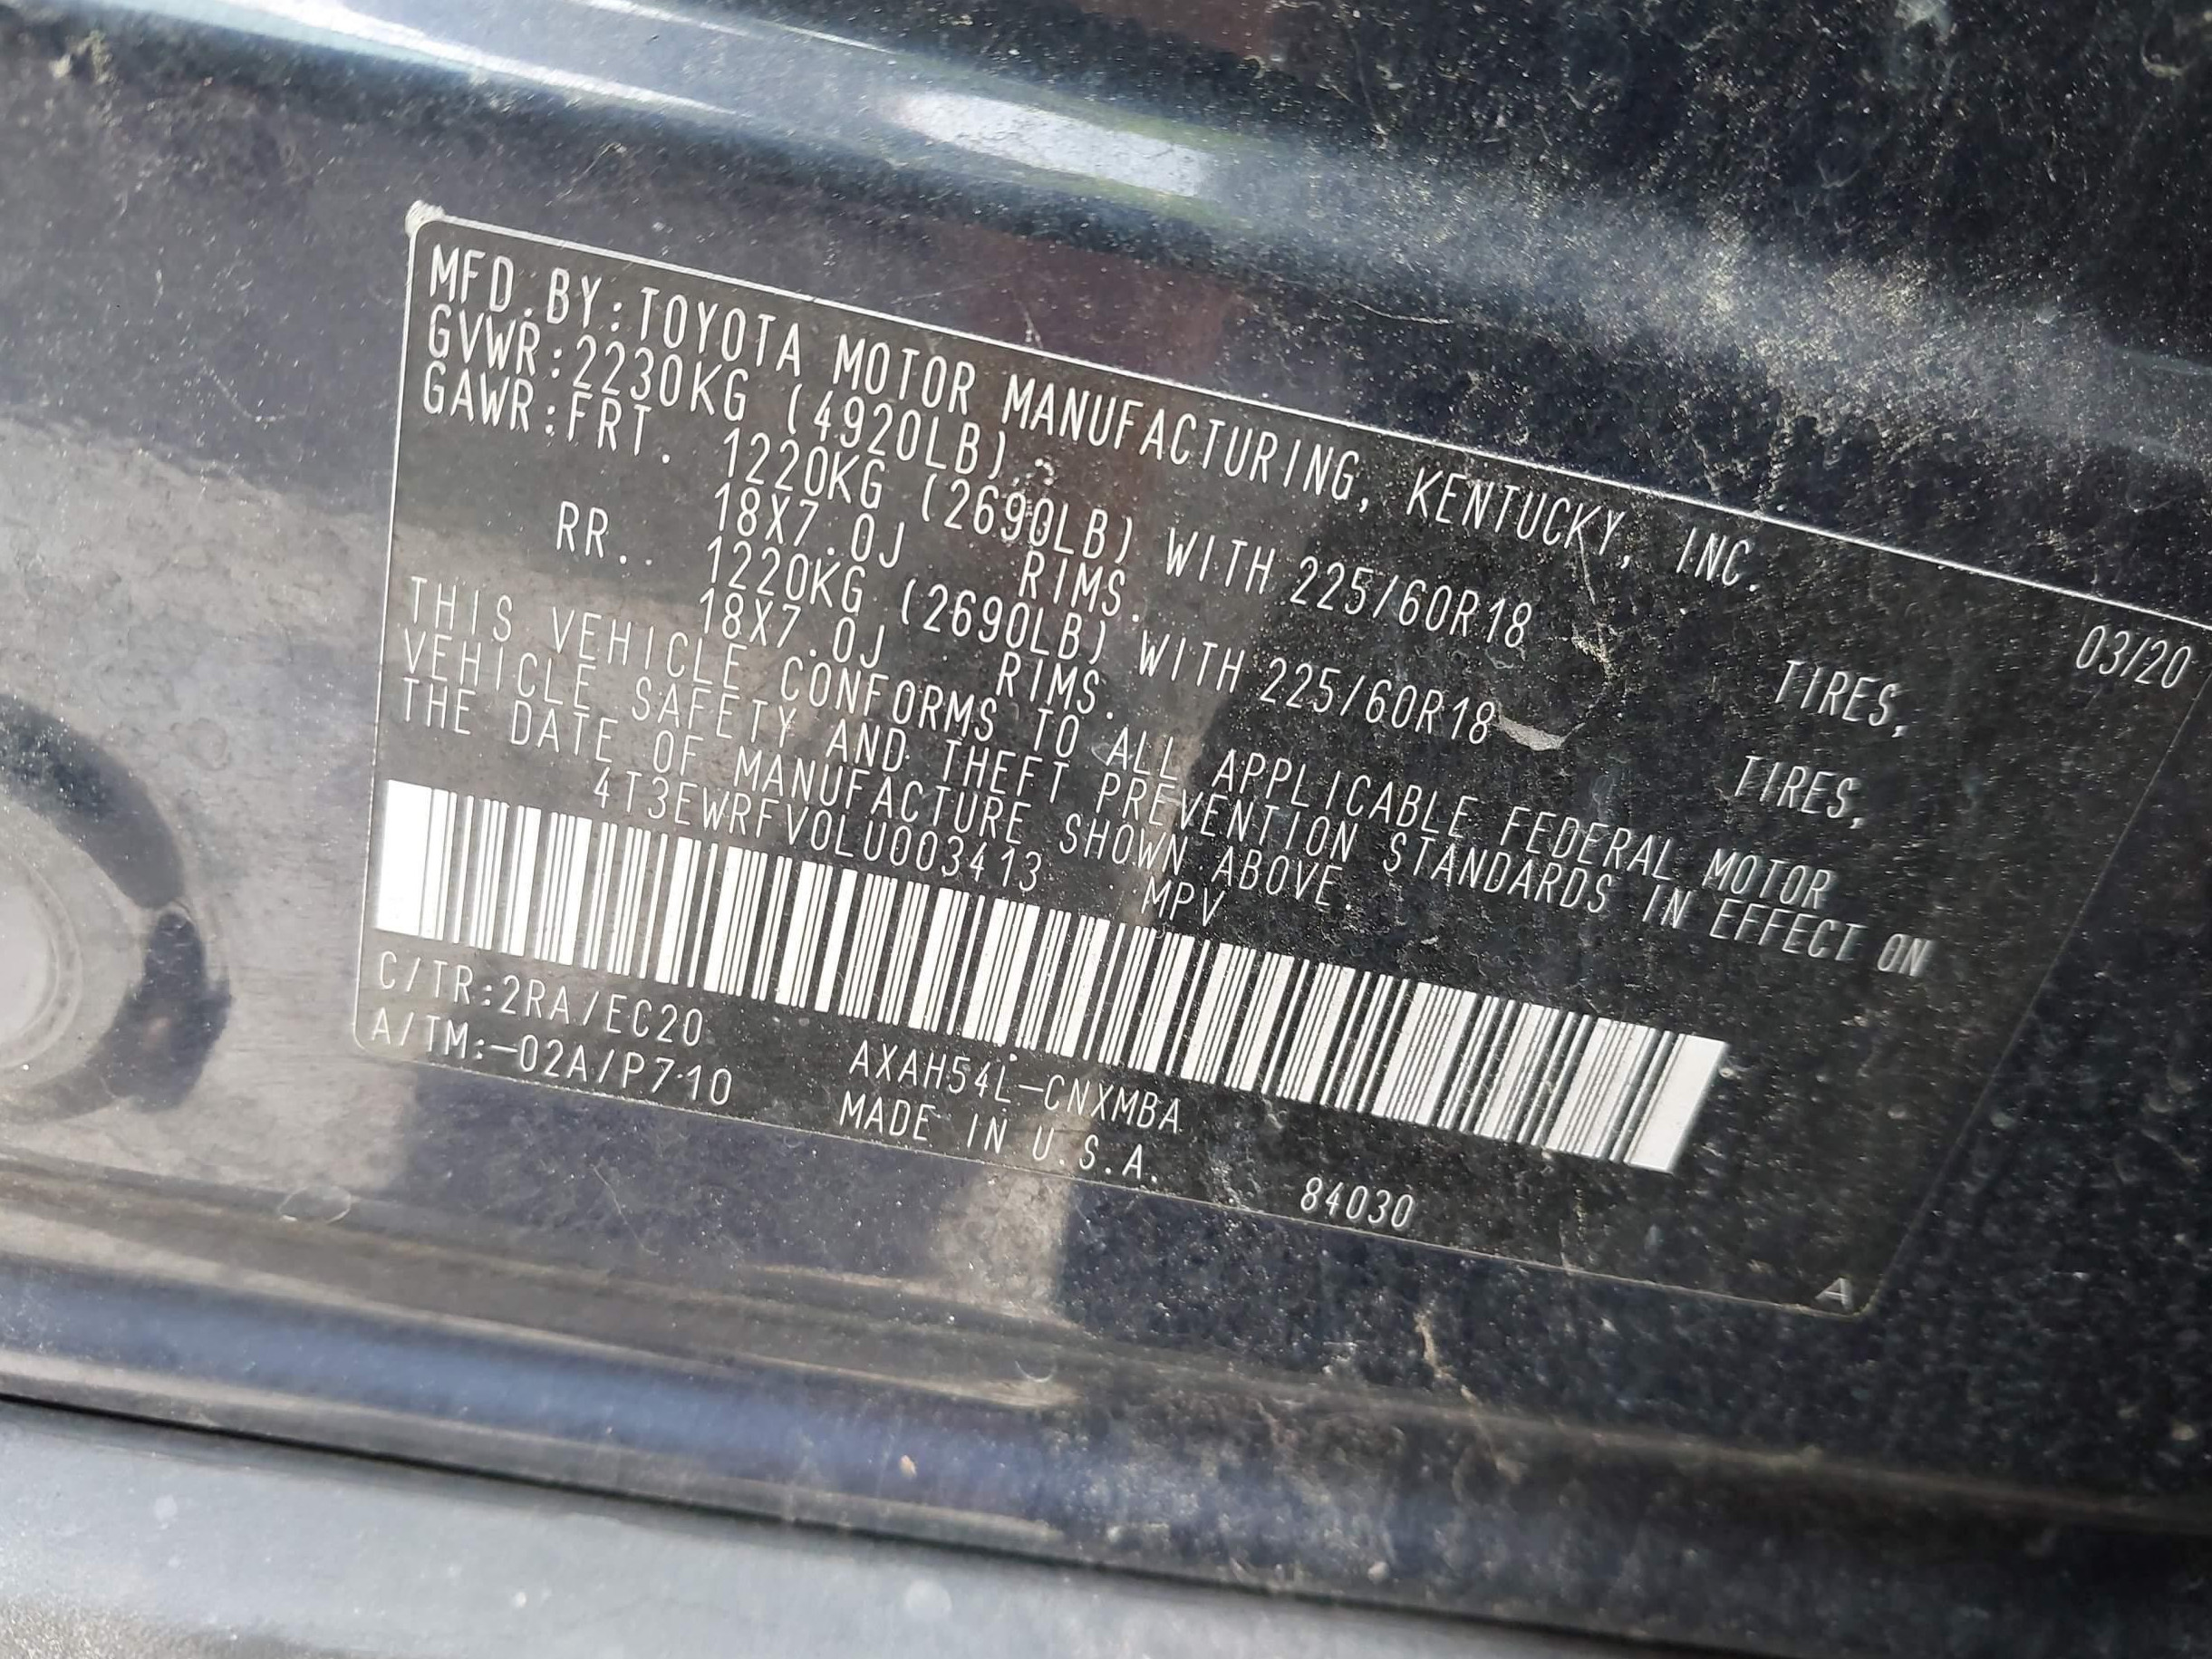 MFD.BY:TOYOTA MOTOR MANUFACTURING, KENTUCKY, INC.
GVWR:2230KG (4920LB) 03/20
GAWR:FRT. 1220KG (2690LB) WITH 225/60R18 TIRES,
18X7.0J RIMS.
RR. 1220KG (2690LB) WITH 225/60R18 TIRES,
18X7.0J RIMS.
THIS VEHICLE CONFORMS TO ALL APPLICABLE FEDERAL MOTOR
VEHICLE SAFETY AND THEFT PREVENTION STANDARDS IN EFFECT ON
THE DATE OF MANUFACTURE SHOWN ABOVE.
4T3EWRFV0LU003413 MPV
C/TR:2RA/EC20 AXAH54L-CNXMBA
A/TM:-02A/P710 MADE IN U.S.A. 84030
A